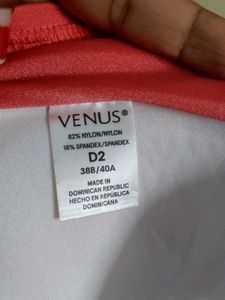 VENUS®
82% NYLON/NYLON
18% SPANDEX/SPANDEX
D2
38B/40A
MADE IN
DOMINICAN REPUBLIC
HECHO EN REPÚBLICA
DOMINICANA